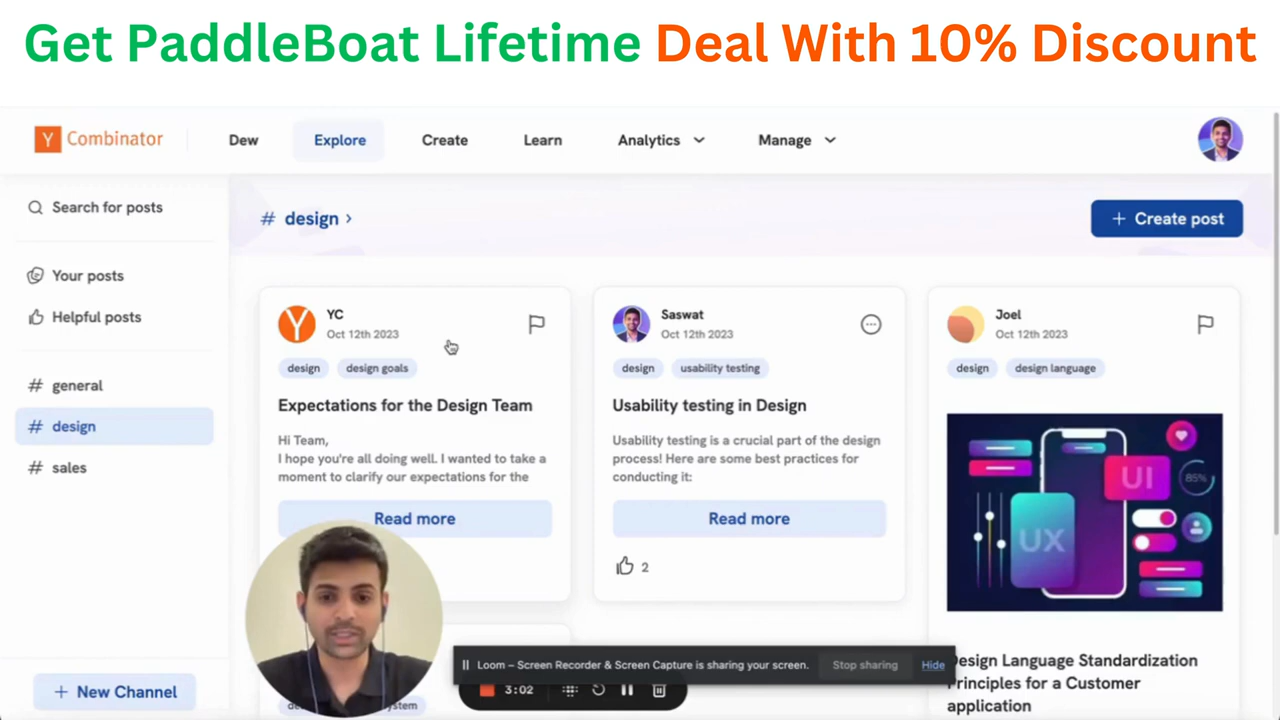 Get PaddleBoat Lifetime Deal With 10% Discount
Y Combinator
Dew
Explore
Create
Learn
Analytics
Manage
Search for posts
Your posts
Helpful posts
# general
# design
# sales
+ New Channel
# design >
+ Create post
YC
Oct 12th 2023
design
design goals
Expectations for the Design Team
Hi Team,
I hope you're all doing well. I wanted to take a
moment to clarify our expectations for the
Read more
Saswat
Oct 12th 2023
design
usability testing
Usability testing in Design
Usability testing is a crucial part of the design
process! Here are some best practices for
conducting it:
Read more
2
Joel
Oct 12th 2023
design
design language
UI
UX
85%
Design Language Standardization
Principles for a Customer
application
Loom – Screen Recorder & Screen Capture is sharing your screen.
Stop sharing
Hide
3:02